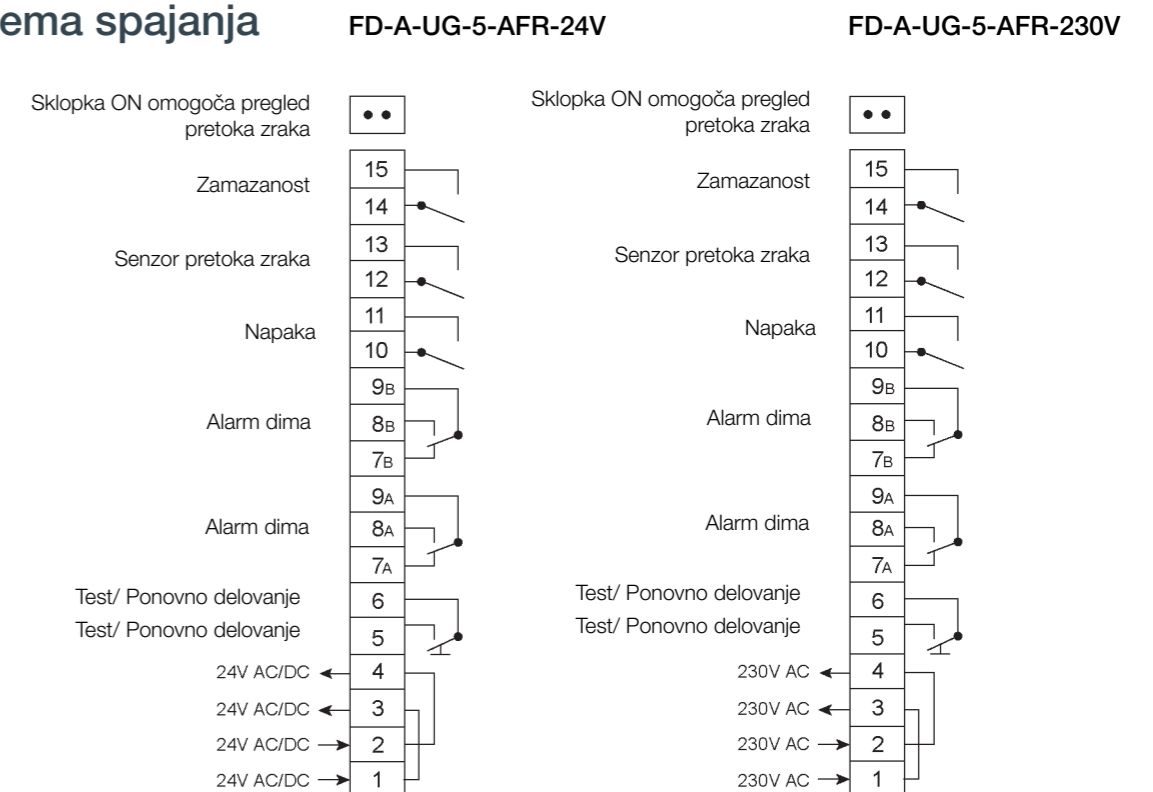 ema spajanja
FD-A-UG-5-AFR-24V
Sklopka ON omogoča pregled
pretoka zraka
Zamazanost
Senzor pretoka zraka
Napaka
Alarm dima
Alarm dima
Test/ Ponovno delovanje
Test/ Ponovno delovanje
24V AC/DC
24V AC/DC
24V AC/DC
24V AC/DC
15
14
13
12
11
10
9B
8B
7B
9A
8A
7A
6
5
4
3
2
1
FD-A-UG-5-AFR-230V
Sklopka ON omogoča pregled
pretoka zraka
Zamazanost
Senzor pretoka zraka
Napaka
Alarm dima
Alarm dima
Test/ Ponovno delovanje
Test/ Ponovno delovanje
230V AC
230V AC
230V AC
230V AC
15
14
13
12
11
10
9B
8B
7B
9A
8A
7A
6
5
4
3
2
1